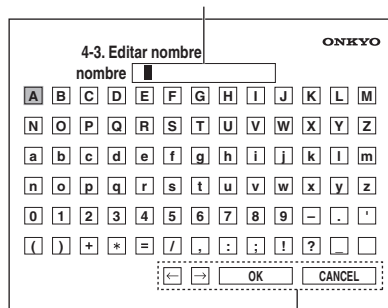 ONKYO
4-3. Editar nombre
nombre
A B C D E F G H I J K L M
N O P Q R S T U V W X Y Z
a b c d e f g h i j k l m
n o p q r s t u v w x y z
0 1 2 3 4 5 6 7 8 9 – . '
( ) + * = / , : ; ! ? _
← → OK CANCEL